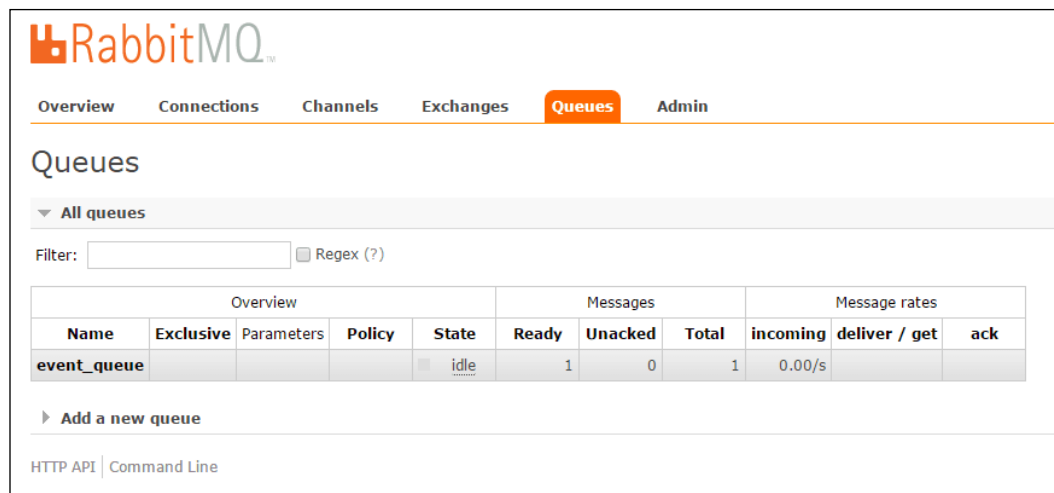 RabbitMQ™
Overview Connections Channels Exchanges Queues Admin
Queues
All queues
Filter: Regex (?)
Overview Messages Message rates
Name Exclusive Parameters Policy State Ready Unacked Total incoming deliver / get ack
event_queue idle 1 0 1 0.00/s
Add a new queue
HTTP API Command Line